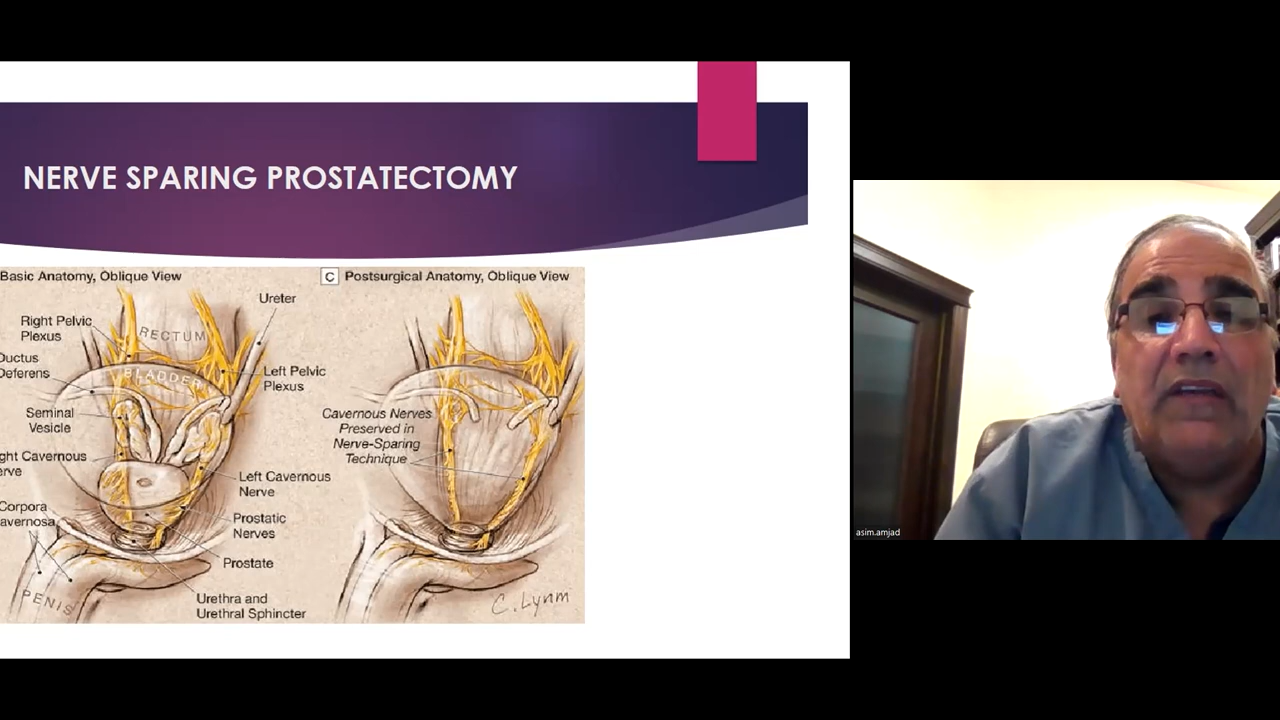 NERVE SPARING PROSTATECTOMY
Basic Anatomy, Oblique View
C Postsurgical Anatomy, Oblique View
Ureter
Right Pelvic
Plexus
RECTUM
Ductus
Deferens
BLADDER
Left Pelvic
Plexus
Seminal
Vesicle
Cavernous Nerves
Preserved in
Nerve-Sparing
Technique
ght Cavernous
erve
Left Cavernous
Nerve
Corpora
avernosa
Prostatic
Nerves
Prostate
PENIS
Urethra and
Urethral Sphincter
C. Lynm
asim.amjad